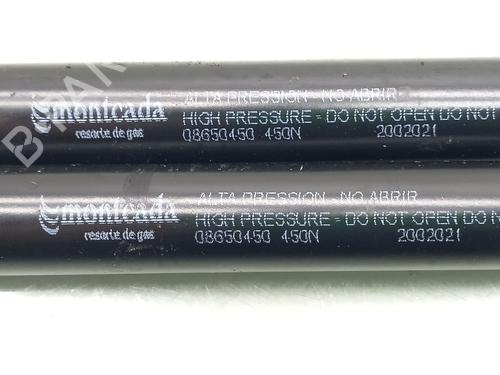 montcada
resorte de gas
ALTA PRESSION - NO ABRIR
HIGH PRESSURE - DO NOT OPEN DO NOT
08650450 450N 2002021
montcada
resorte de gas
ALTA PRESSION - NO ABRIR
HIGH PRESSURE - DO NOT OPEN DO NO
08650450 450N 2002021